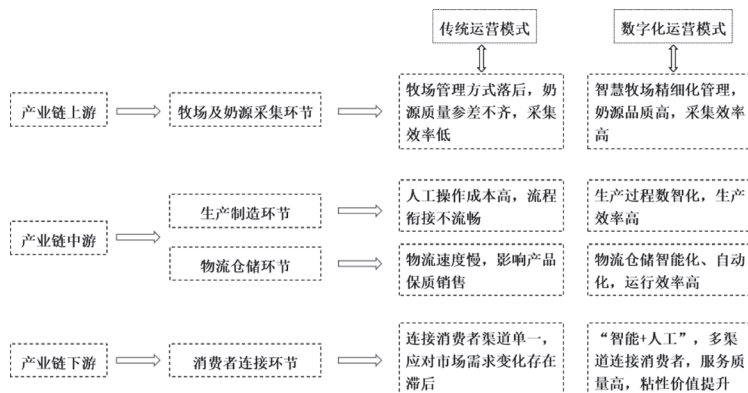 传统运营模式
数字化运营模式
产业链上游
牧场及奶源采集环节
牧场管理方式落后，奶
源质量参差不齐，采集
效率低
智慧牧场精细化管理，
奶源品质高，采集效率
高
产业链中游
生产制造环节
人工操作成本高，流程
衔接不流畅
生产过程数智化，生产
效率高
物流仓储环节
物流速度慢，影响产品
保质销售
物流仓储智能化、自动
化，运行效率高
产业链下游
消费者连接环节
连接消费者渠道单一，
应对市场需求变化存在
滞后
“智能+人工”，多渠
道连接消费者，服务质
量高，粘性价值提升